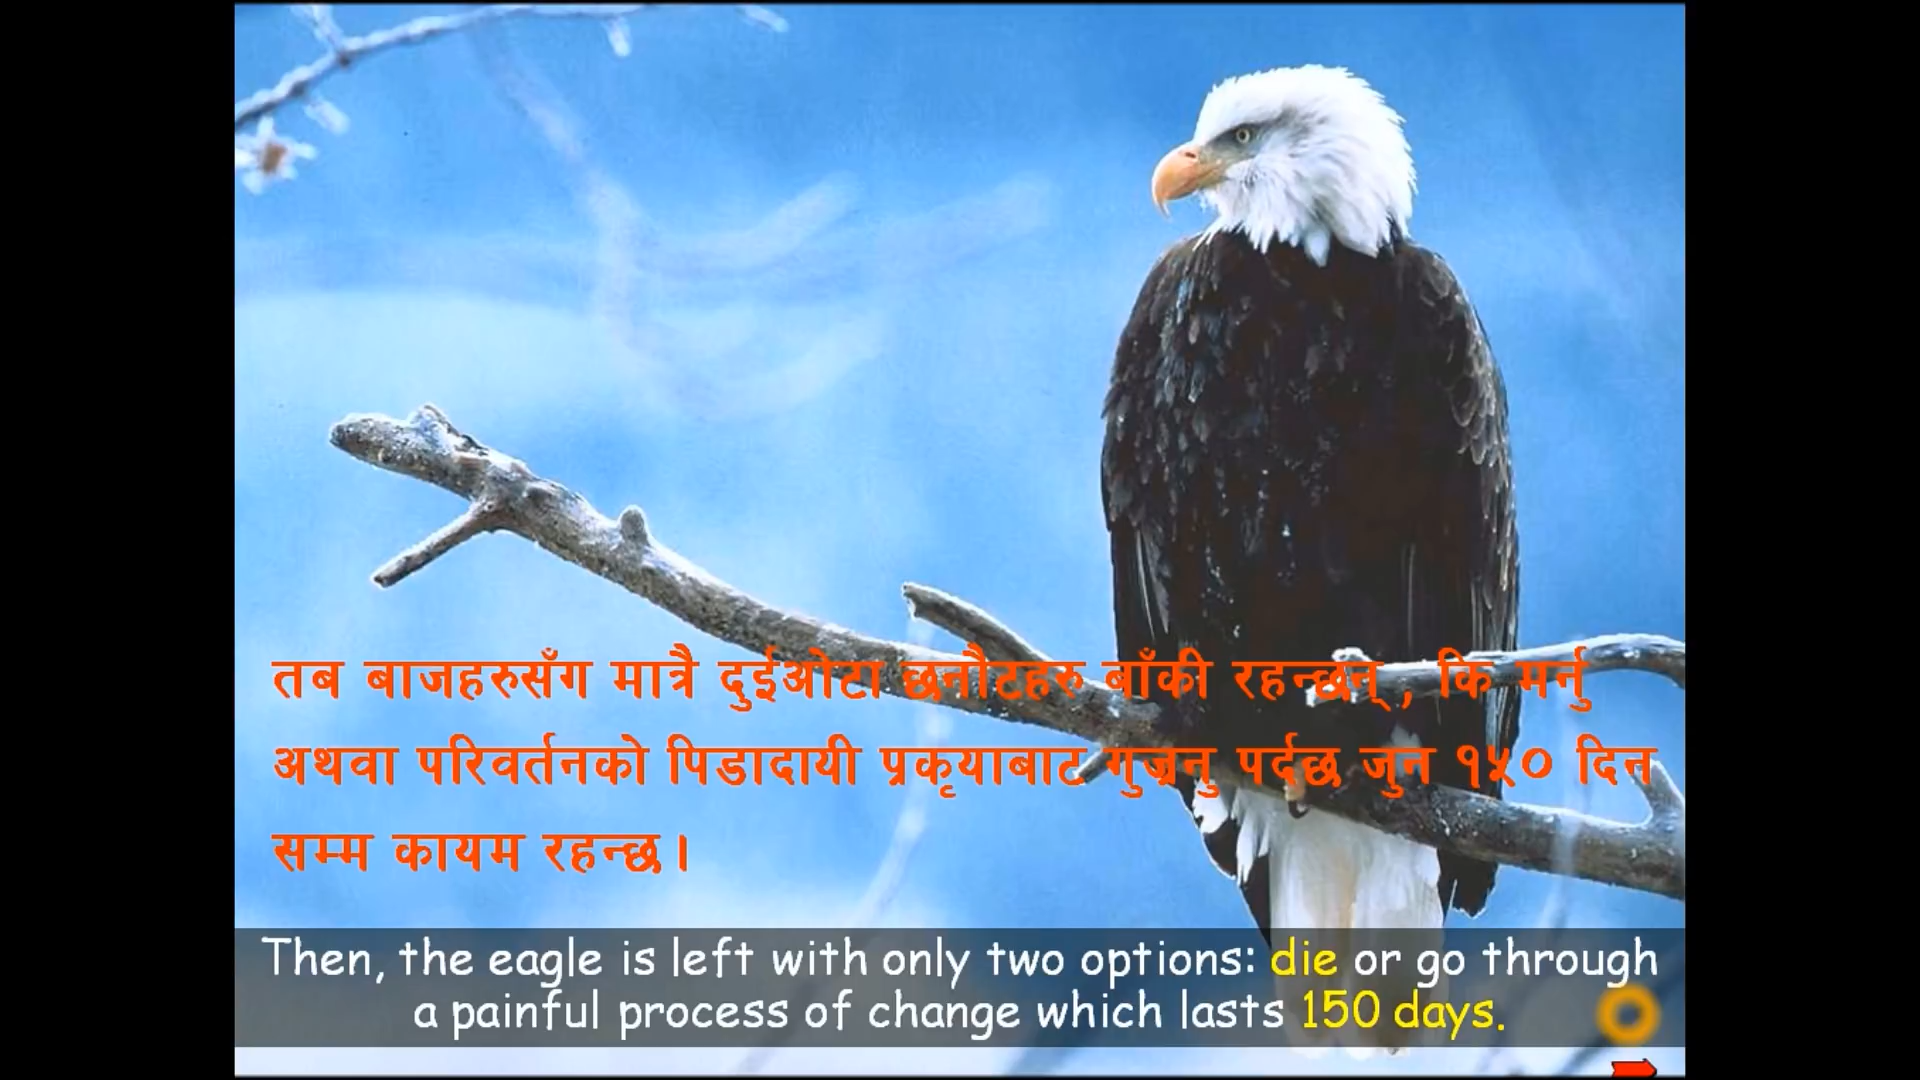 तब बाजहरुसँग मात्रै दुईओटा छनौटहरु बाँकी रहन्छन् , कि मर्नु
अथवा परिवर्तनको पिडादायी प्रकृयाबाट गुज्रनु पर्दछ जुन १५० दिन
सम्म कायम रहन्छ।
Then, the eagle is left with only two options: die or go through
a painful process of change which lasts 150 days.